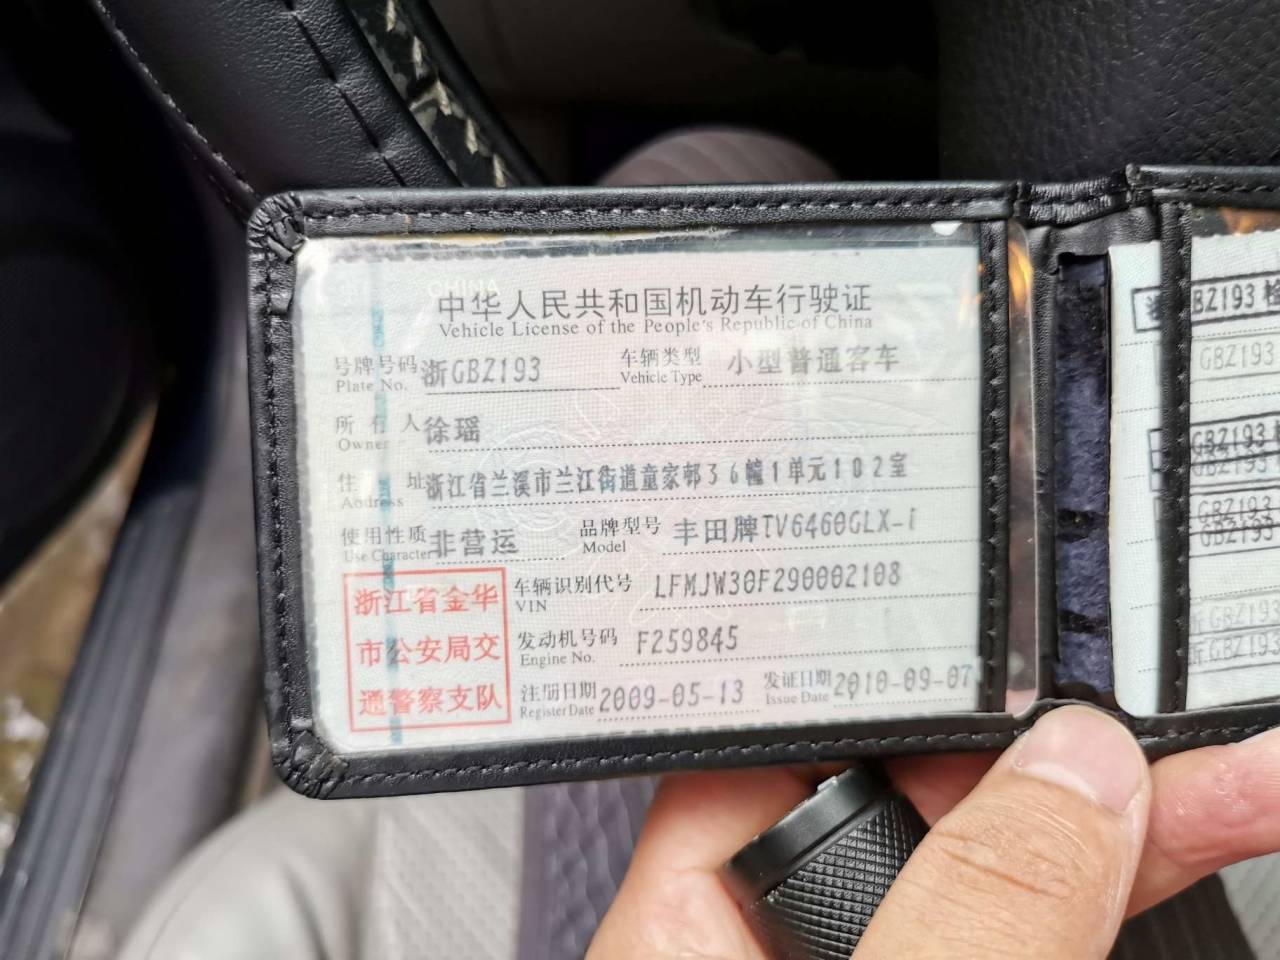 中华人民共和国机动车行驶证
Vehicle License of the People's Republic of China
号牌号码 浙GBZ193 车辆类型 小型普通客车
Plate No. Vehicle Type
所有人 徐瑶
Owner
住址 浙江省兰溪市兰江街道童家邨36幢1单元102室
Address
使用性质 非营运 品牌型号 丰田牌TV6460GLX-i
Use Character Model
车辆识别代号 LFMJW30F290002108
VIN
发动机号码 F259845
Engine No.
注册日期 2009-05-13 发证日期 2010-09-07
Register Date Issue Date
浙江省金华
市公安局交
通警察支队
BZ193
GBZ193
GBZ193
GBZ193
GBZ193
GBZ193
GBZ193
GBZ193